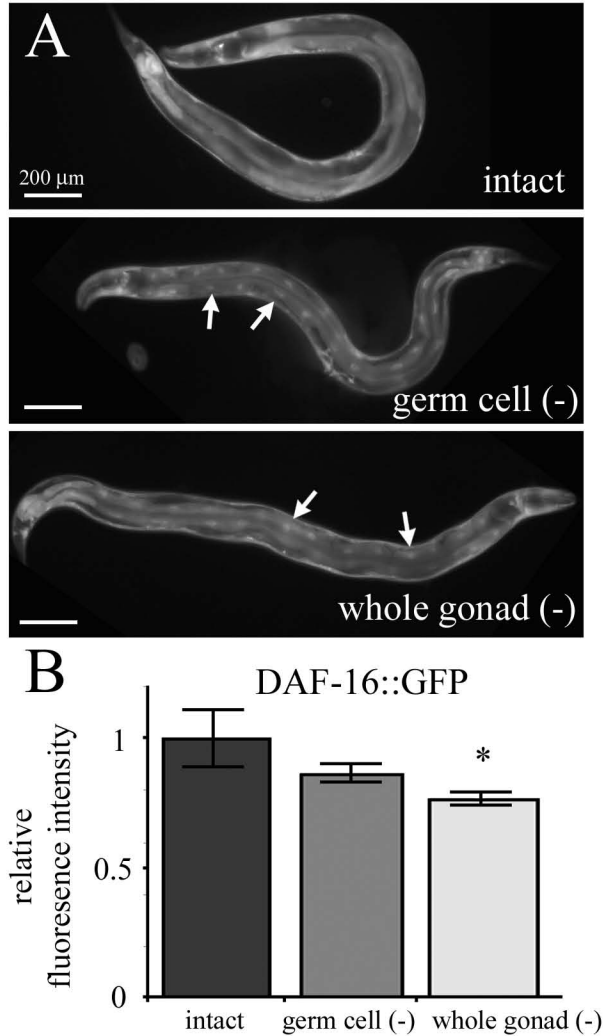 A
200 µm
intact
germ cell (-)
whole gonad (-)
B
DAF-16::GFP
relative
fluoresence intensity
1
0.5
0
*
intact
germ cell (-)
whole gonad (-)